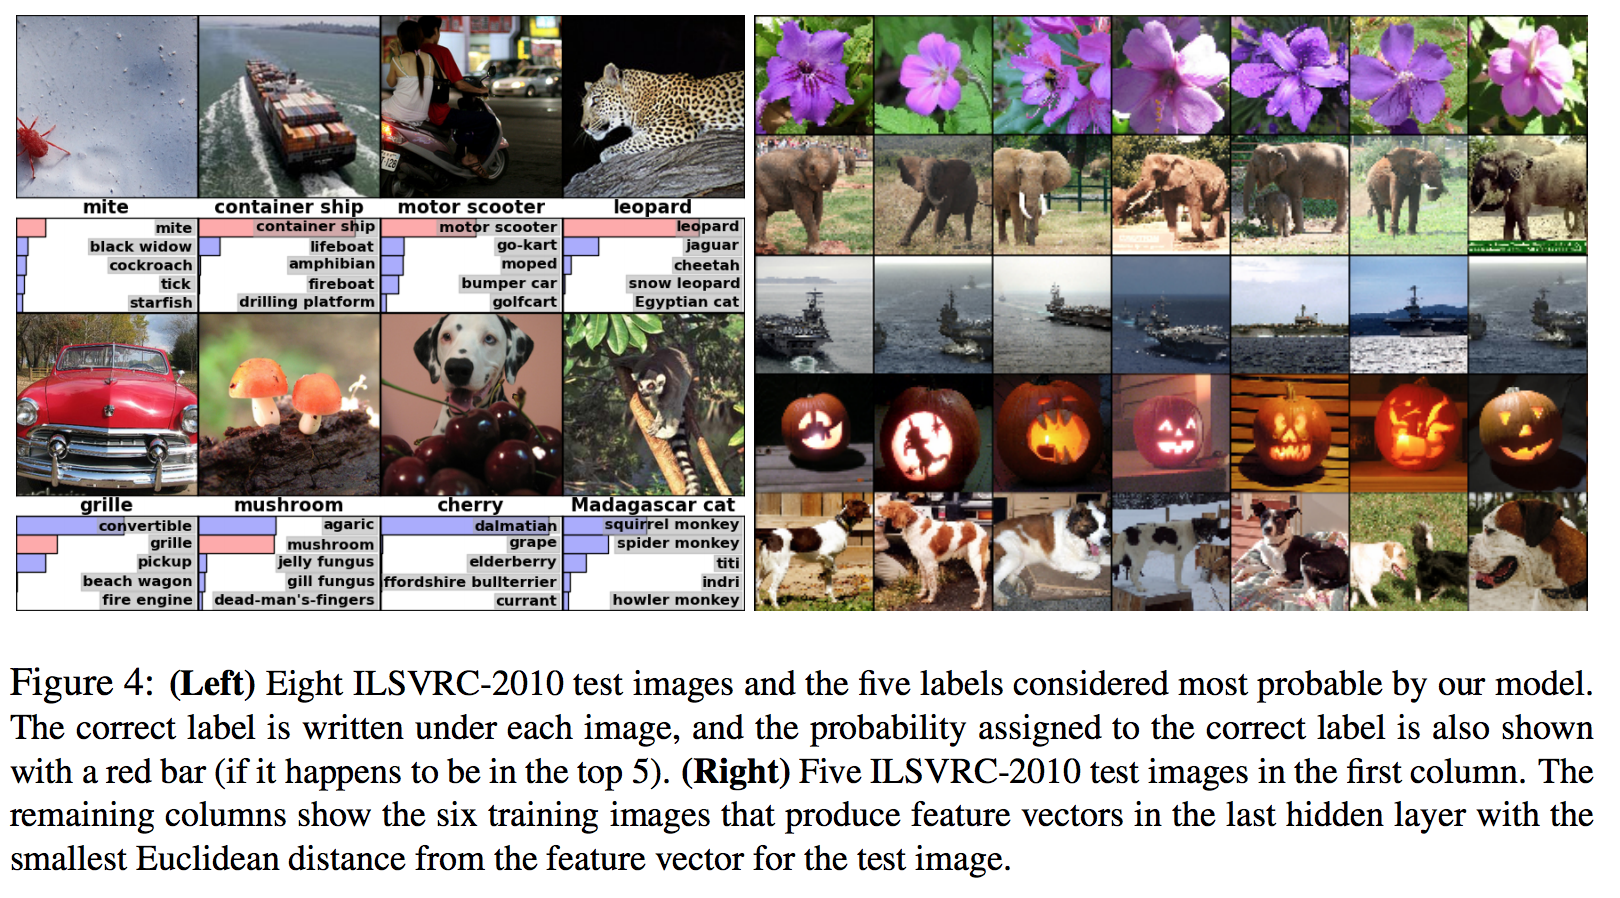 mite
container ship
motor scooter
leopard
mite
black widow
cockroach
tick
starfish
container ship
lifeboat
amphibian
fireboat
drilling platform
motor scooter
go-kart
moped
bumper car
golfcart
leopard
jaguar
cheetah
snow leopard
Egyptian cat
grille
mushroom
cherry
Madagascar cat
convertible
grille
pickup
beach wagon
fire engine
agaric
mushroom
jelly fungus
gill fungus
dead-man's-fingers
dalmatian
grape
elderberry
ffordshire bullterrier
currant
squirrel monkey
spider monkey
titi
indri
howler monkey
Figure 4: (Left) Eight ILSVRC-2010 test images and the five labels considered most probable by our model.
The correct label is written under each image, and the probability assigned to the correct label is also shown
with a red bar (if it happens to be in the top 5). (Right) Five ILSVRC-2010 test images in the first column. The
remaining columns show the six training images that produce feature vectors in the last hidden layer with the
smallest Euclidean distance from the feature vector for the test image.